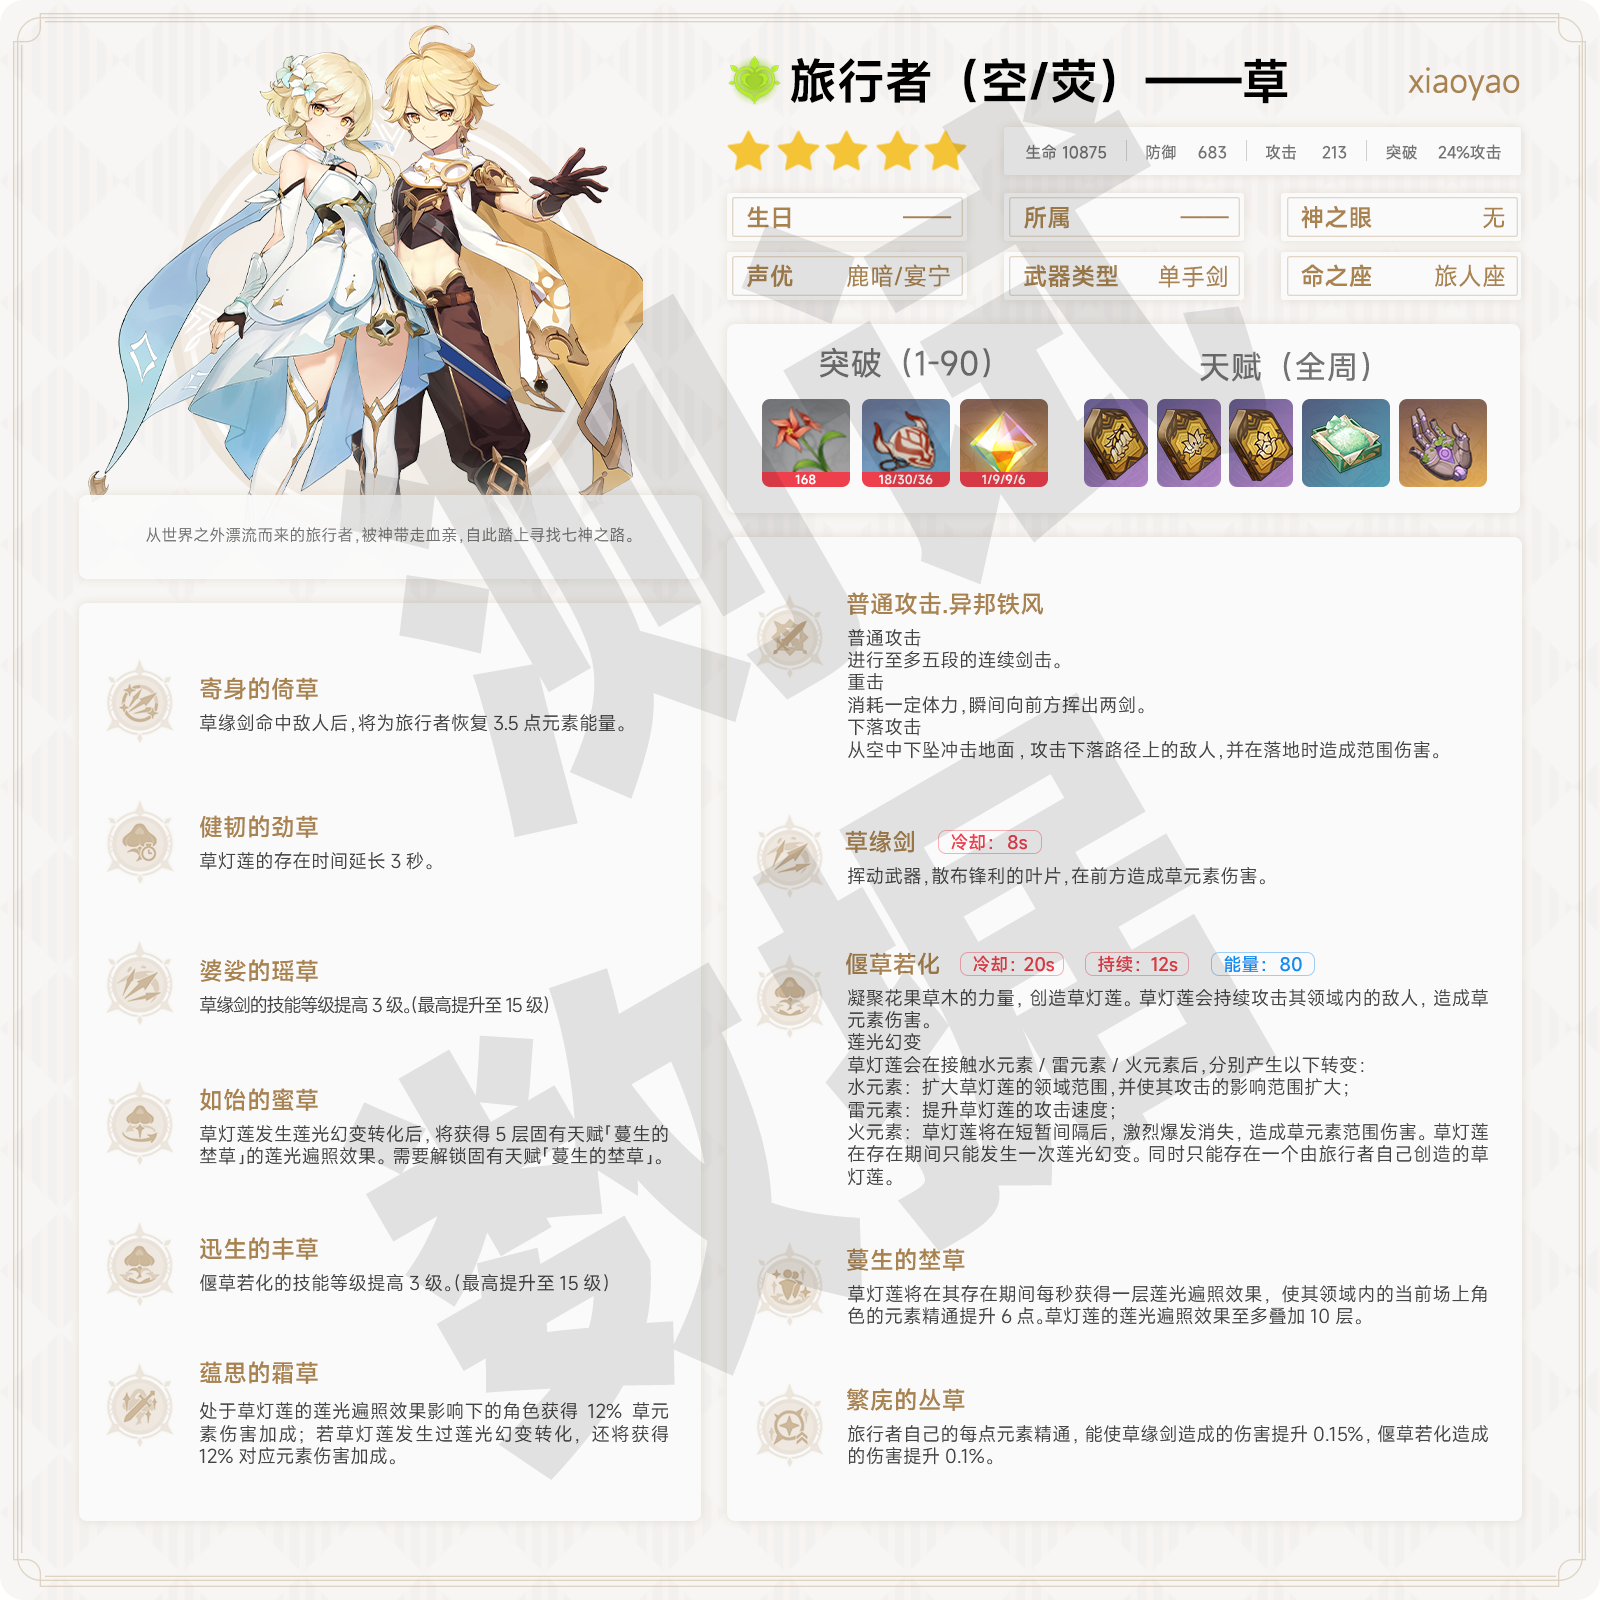 旅行者（空/荧）——草
xiaoyao
生命 10875 防御 683 攻击 213 突破 24%攻击
生日 ——
所属 ——
神之眼 无
声优 鹿喑/宴宁
武器类型 单手剑
命之座 旅人座
突破（1-90）
天赋（全周）
168
18/30/36
1/9/9/6
从世界之外漂流而来的旅行者,被神带走血亲,自此踏上寻找七神之路。
寄身的倚草
草缘剑命中敌人后,将为旅行者恢复 3.5 点元素能量。
健韧的劲草
草灯莲的存在时间延长 3 秒。
婆娑的瑶草
草缘剑的技能等级提高 3 级。(最高提升至 15 级)
如饴的蜜草
草灯莲发生莲光幻变转化后, 将获得 5 层固有天赋「蔓生的
埜草」的莲光遍照效果。需要解锁固有天赋「蔓生的埜草」。
迅生的丰草
偃草若化的技能等级提高 3 级。(最高提升至 15 级)
蕴思的霜草
处于草灯莲的莲光遍照效果影响下的角色获得 12% 草元
素伤害加成；若草灯莲发生过莲光幻变转化，还将获得
12% 对应元素伤害加成。
普通攻击.异邦铁风
普通攻击
进行至多五段的连续剑击。
重击
消耗一定体力,瞬间向前方挥出两剑。
下落攻击
从空中下坠冲击地面 , 攻击下落路径上的敌人,并在落地时造成范围伤害。
草缘剑 冷却： 8s
挥动武器,散布锋利的叶片,在前方造成草元素伤害。
偃草若化 冷却: 20s 持续: 12s 能量： 80
凝聚花果草木的力量, 创造草灯莲。草灯莲会持续攻击其领域内的敌人, 造成草
元素伤害。
莲光幻变
草灯莲会在接触水元素 / 雷元素 / 火元素后,分别产生以下转变：
水元素：扩大草灯莲的领域范围,并使其攻击的影响范围扩大；
雷元素：提升草灯莲的攻击速度；
火元素：草灯莲将在短暂间隔后, 激烈爆发消失, 造成草元素范围伤害。草灯莲
在存在期间只能发生一次莲光幻变。同时只能存在一个由旅行者自己创造的草
灯莲。
蔓生的埜草
草灯莲将在其存在期间每秒获得一层莲光遍照效果, 使其领域内的当前场上角
色的元素精通提升 6 点。草灯莲的莲光遍照效果至多叠加 10 层。
繁庑的丛草
旅行者自己的每点元素精通, 能使草缘剑造成的伤害提升 0.15%, 偃草若化造成
的伤害提升 0.1%。
测试
数据